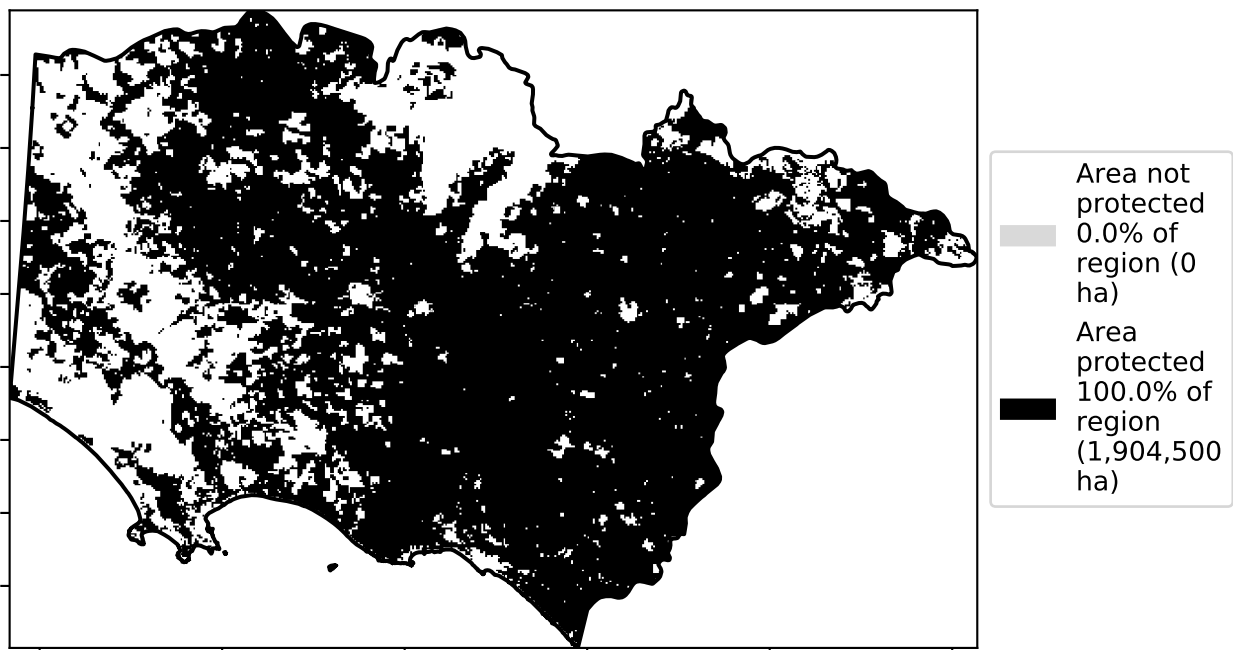 Area not
protected
0.0% of
region (0
ha)
Area
protected
100.0% of
region
(1,904,500
ha)